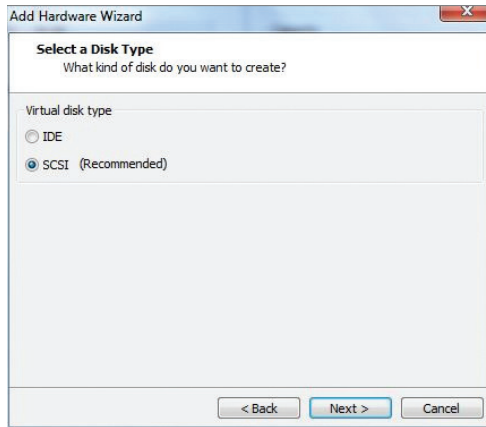 Add Hardware Wizard
Select a Disk Type
What kind of disk do you want to create?
Virtual disk type
IDE
SCSI (Recommended)
< Back Next > Cancel